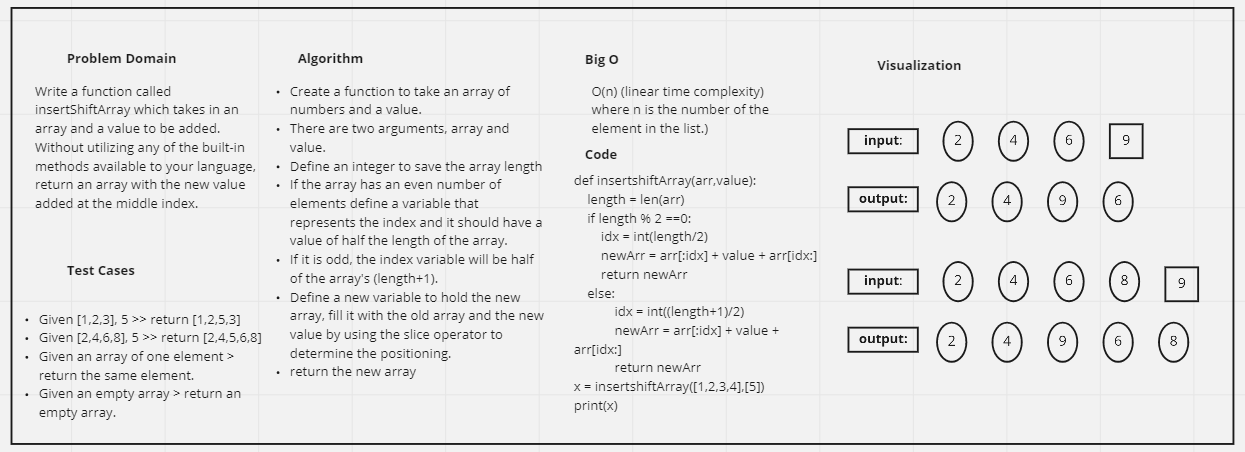 Problem Domain
Write a function called
insertShiftArray which takes in an
array and a value to be added.
Without utilizing any of the built-in
methods available to your language,
return an array with the new value
added at the middle index.
Test Cases
• Given [1,2,3], 5 >> return [1,2,5,3]
• Given [2,4,6,8], 5 >> return [2,4,5,6,8]
• Given an array of one element >
return the same element.
• Given an empty array > return an
empty array.
Algorithm
• Create a function to take an array of
numbers and a value.
• There are two arguments, array and
value.
• Define an integer to save the array length
• If the array has an even number of
elements define a variable that
represents the index and it should have a
value of half the length of the array.
• If it is odd, the index variable will be half
of the array's (length+1).
• Define a new variable to hold the new
array, fill it with the old array and the new
value by using the slice operator to
determine the positioning.
• return the new array
Big O
O(n) (linear time complexity)
where n is the number of the
element in the list.)
Code
def insertshiftArray(arr,value):
length = len(arr)
if length % 2 ==0:
idx = int(length/2)
newArr = arr[:idx] + value + arr[idx:]
return newArr
else:
idx = int((length+1)/2)
newArr = arr[:idx] + value +
arr[idx:]
return newArr
x = insertshiftArray([1,2,3,4],[5])
print(x)
Visualization
input: 2 4 6 9
output: 2 4 9 6
input: 2 4 6 8 9
output: 2 4 9 6 8